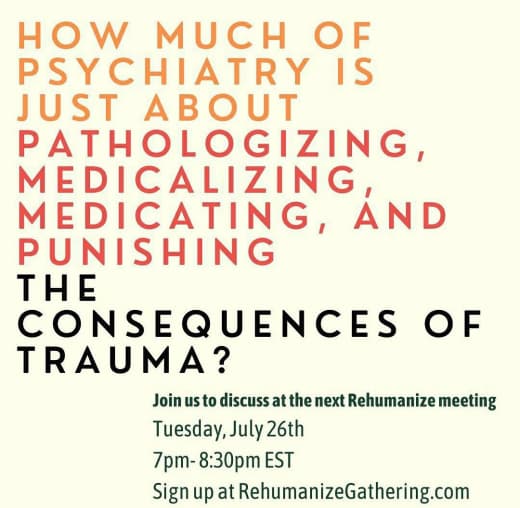 HOW MUCH OF
PSYCHIATRY IS
JUST ABOUT
PATHOLOGIZING,
MEDICALIZING,
MEDICATING, AND
PUNISHING
THE
CONSEQUENCES OF
TRAUMA?
Join us to discuss at the next Rehumanize meeting
Tuesday, July 26th
7pm- 8:30pm EST
Sign up at RehumanizeGathering.com